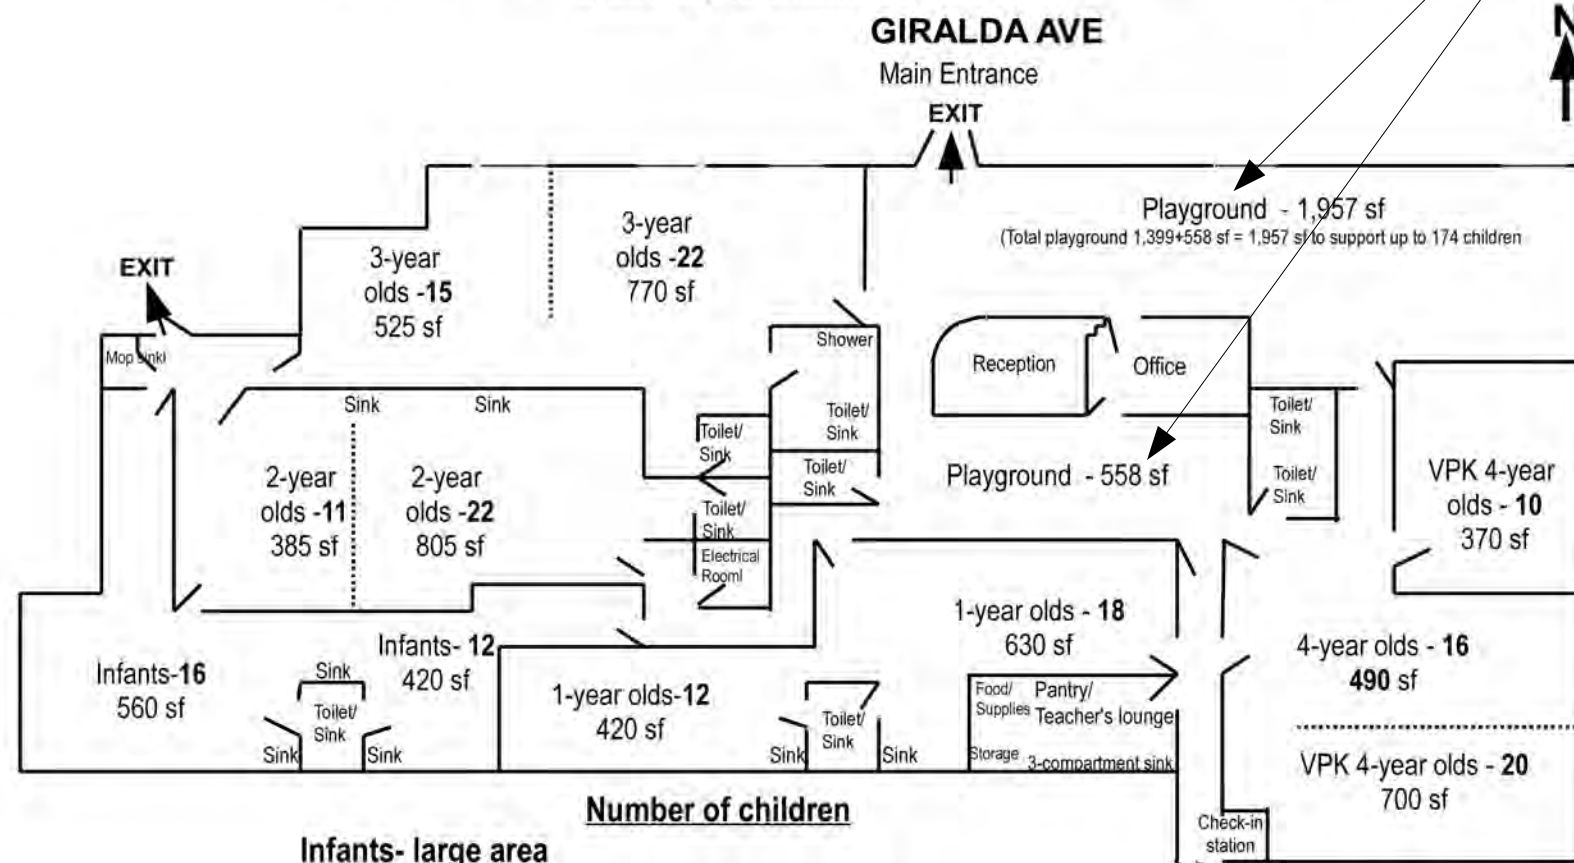 GIRALDA AVE
Main Entrance
EXIT
N
Playground - 1,957 sf
(Total playground 1,399+558 sf = 1,957 sf to support up to 174 children
3-year
olds -22
770 sf
3-year
olds -15
525 sf
EXIT
Mop sink
Shower
Reception
Office
Sink
Sink
Toilet/
Sink
Toilet/
Sink
Toilet/
Sink
Toilet/
Sink
Toilet/
Sink
Toilet/
Sink
Playground - 558 sf
VPK 4-year
olds - 10
370 sf
2-year
olds -11
385 sf
2-year
olds -22
805 sf
Electrical
Room
1-year olds - 18
630 sf
Infants-16
560 sf
Infants- 12
420 sf
Sink
Toilet/
Sink
Sink
Sink
1-year olds-12
420 sf
Toilet/
Sink
Sink
Sink
Food/
Supplies
Pantry/
Teacher's lounge
Storage
3-compartment sink
4-year olds - 16
490 sf
VPK 4-year olds - 20
700 sf
Check-in
station
Number of children
Infants- large area